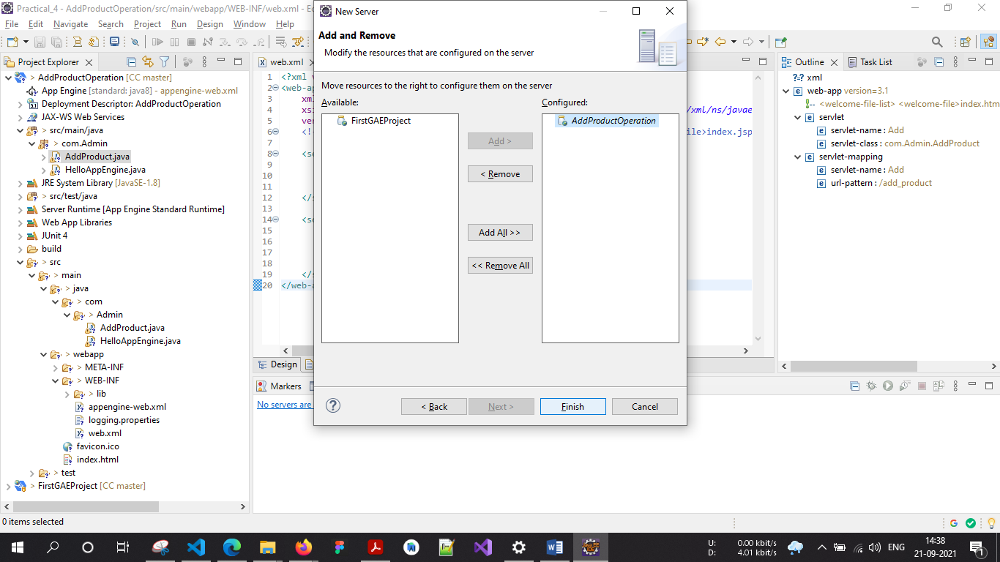 Practical_4 - AddProductOperation/src/main/webapp/WEB-INF/web.xml - Ec
File Edit Navigate Search Project Run Design Window Help
Project Explorer
> AddProductOperation [CC master]
App Engine [standard: java8] - appengine-web.xml
Deployment Descriptor: AddProductOperation
JAX-WS Web Services
> src/main/java
> com.Admin
AddProduct.java
HelloAppEngine.java
JRE System Library [JavaSE-1.8]
> src/test/java
Server Runtime [App Engine Standard Runtime]
Web App Libraries
JUnit 4
build
> src
> main
> java
> com
> Admin
AddProduct.java
HelloAppEngine.java
> webapp
> META-INF
> WEB-INF
> lib
appengine-web.xml
logging.properties
web.xml
favicon.ico
index.html
> test
> FirstGAEProject [CC master]
0 items selected
web.xml
1 <?xml v
2 <web-a
3 xm
4 xsi /xml/ns/javae
5 ver
6 <!- ile>index.jsp
7
8 <se
9
10
11
12 </s
13
14 <se
15
16
17
18
19 </s
20 </web-a
Design
Markers
No servers are
New Server
Add and Remove
Modify the resources that are configured on the server
Move resources to the right to configure them on the server
Available:
Configured:
FirstGAEProject
AddProductOperation
Add >
< Remove
Add All >>
<< Remove All
< Back
Next >
Finish
Cancel
Outline
Task List
xml
web-app version=3.1
<welcome-file-list> <welcome-file>index.htm
servlet
servlet-name : Add
servlet-class : com.Admin.AddProduct
servlet-mapping
servlet-name : Add
url-pattern : /add_product
U: 0.00 kbit/s
D: 4.01 kbit/s
ENG
14:38
21-09-2021
1